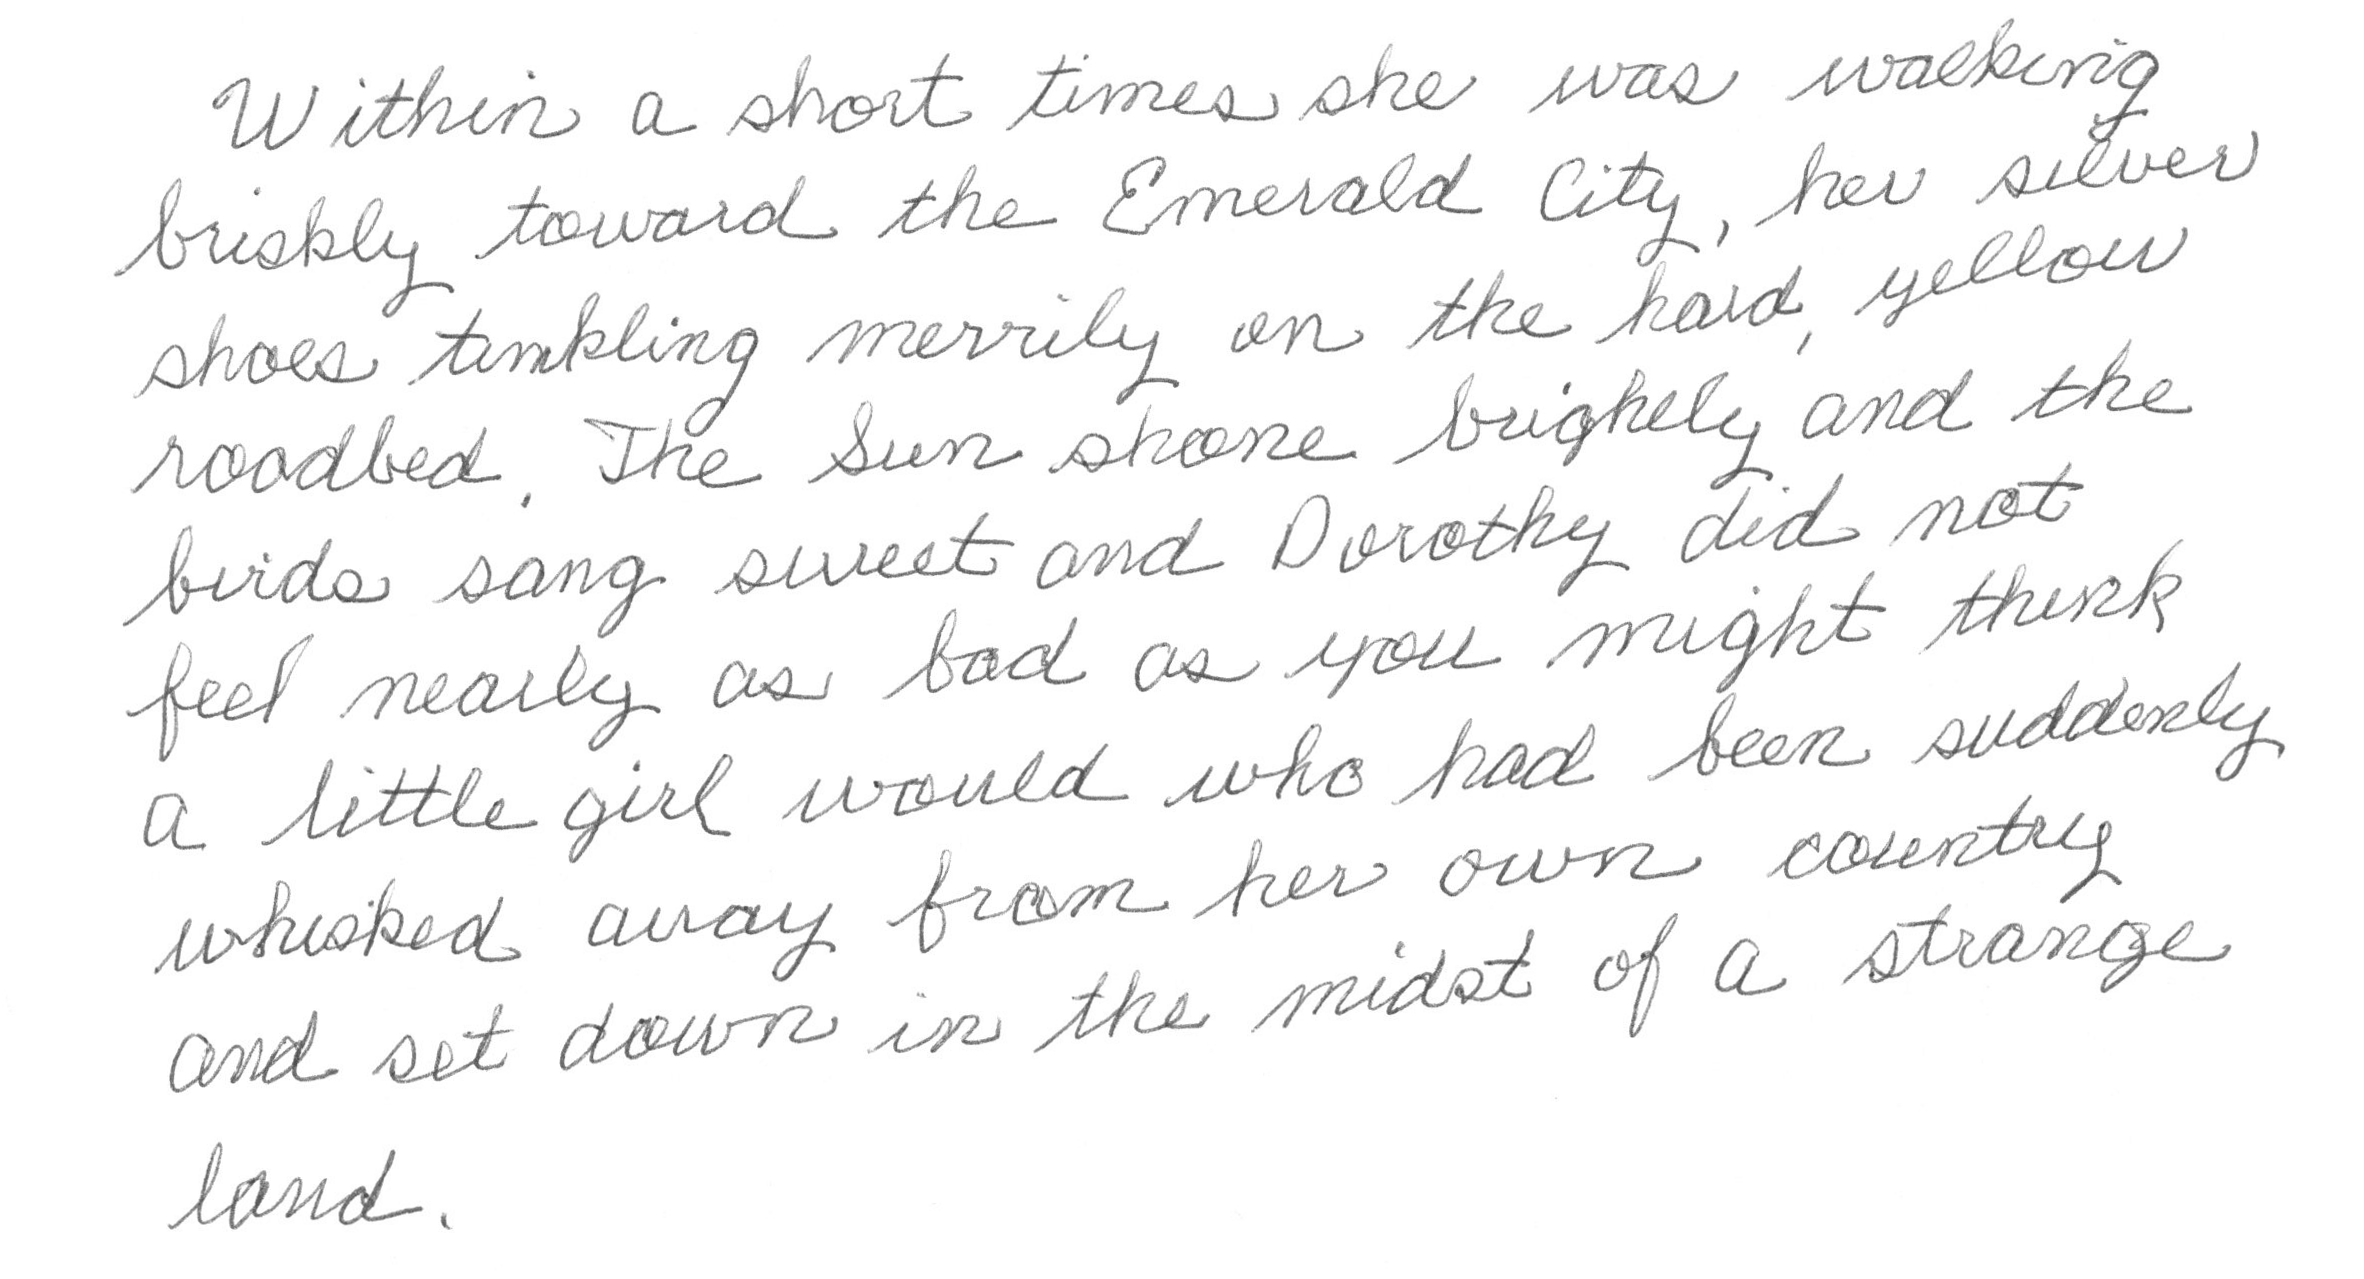 Within a short times she was walking
briskly toward the Emerald City, her silver
shoes tinkling merrily on the hard, yellow
roadbed. The Sun shone brightly and the
birds sang sweet and Dorothy did not
feel nearly as bad as you might think
a little girl would who had been suddenly
whisked away from her own country
and set down in the midst of a strange
land.